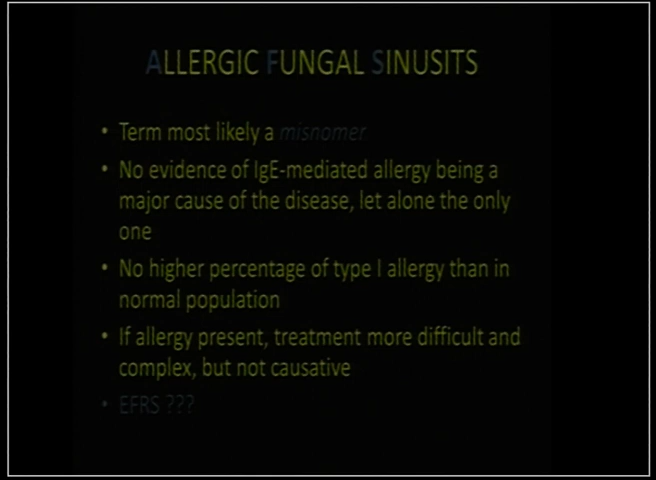 ALLERGIC FUNGAL SINUSITS
• Term most likely a misnomer.
• No evidence of IgE-mediated allergy being a
major cause of the disease, let alone the only
one
• No higher percentage of type I allergy than in
normal population
• If allergy present, treatment more difficult and
complex, but not causative
• EFRS ???